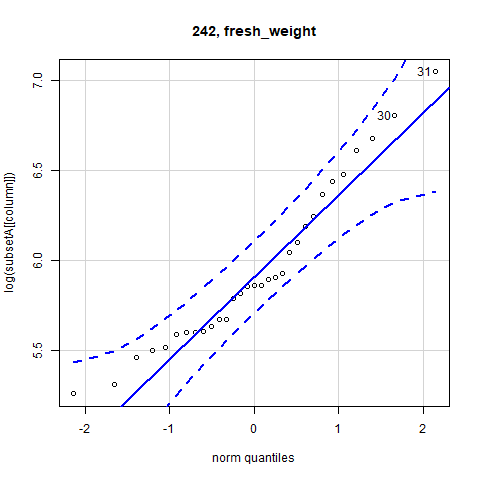 242, fresh_weight
31
30
7.0
6.5
6.0
5.5
log(subsetA[[column]])
-2 -1 0 1 2
norm quantiles